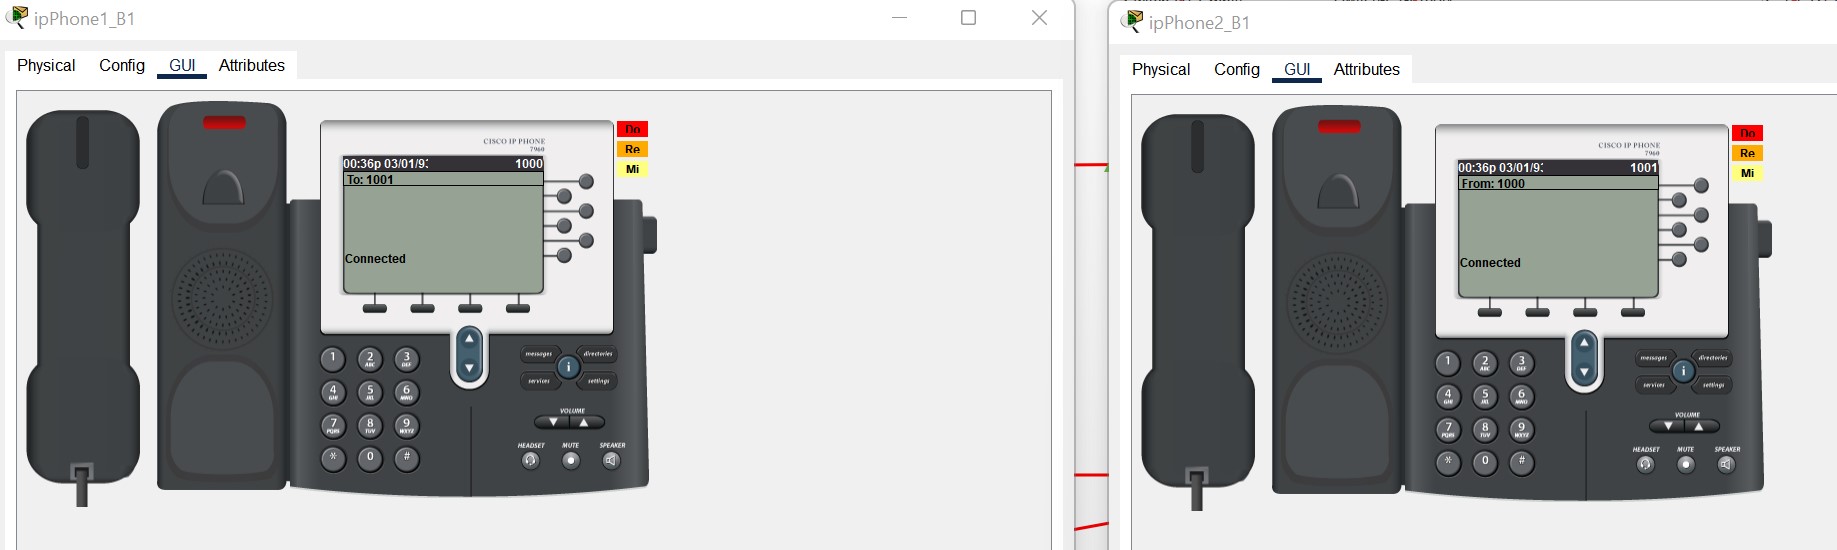 ipPhone1_B1
Physical Config GUI Attributes
CISCO IP PHONE
7960
00:36p 03/01/93 1000
To: 1001
Connected
Do
Re
Mi
1 2 ABC 3 DEF
4 GHI 5 JKL 6 MNO
7 PQRS 8 TUV 9 WXYZ
* 0 #
messages directories
i
services settings
VOLUME
HEADSET MUTE SPEAKER
ipPhone2_B1
Physical Config GUI Attributes
CISCO IP PHONE
7960
00:36p 03/01/93 1001
From: 1000
Connected
Do
Re
Mi
1 2 ABC 3 DEF
4 GHI 5 JKL 6 MNO
7 PQRS 8 TUV 9 WXYZ
* 0 #
messages directories
i
services settings
VOLUME
HEADSET MUTE SPEAKER